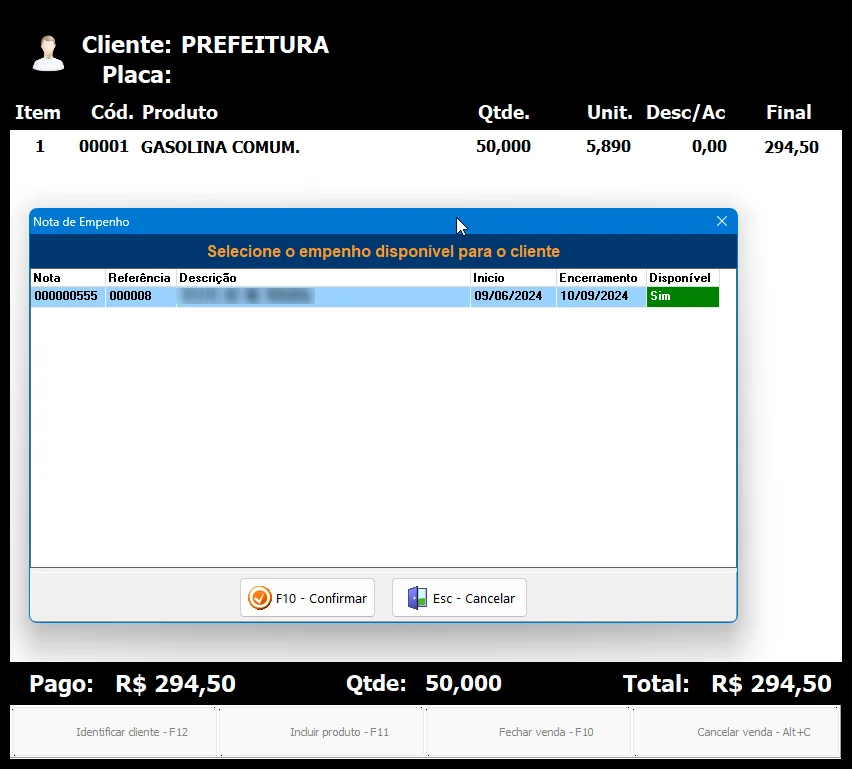 Cliente: PREFEITURA
Placa:
Item Cód. Produto Qtde. Unit. Desc/Ac Final
1 00001 GASOLINA COMUM. 50,000 5,890 0,00 294,50
Nota de Empenho
Selecione o empenho disponível para o cliente
Nota Referência Descrição Inicio Encerramento Disponível
000000555 000008 09/06/2024 10/09/2024 Sim
F10 - Confirmar Esc - Cancelar
Pago: R$ 294,50 Qtde: 50,000 Total: R$ 294,50
Identificar cliente - F12 Incluir produto - F11 Fechar venda - F10 Cancelar venda - Alt+C